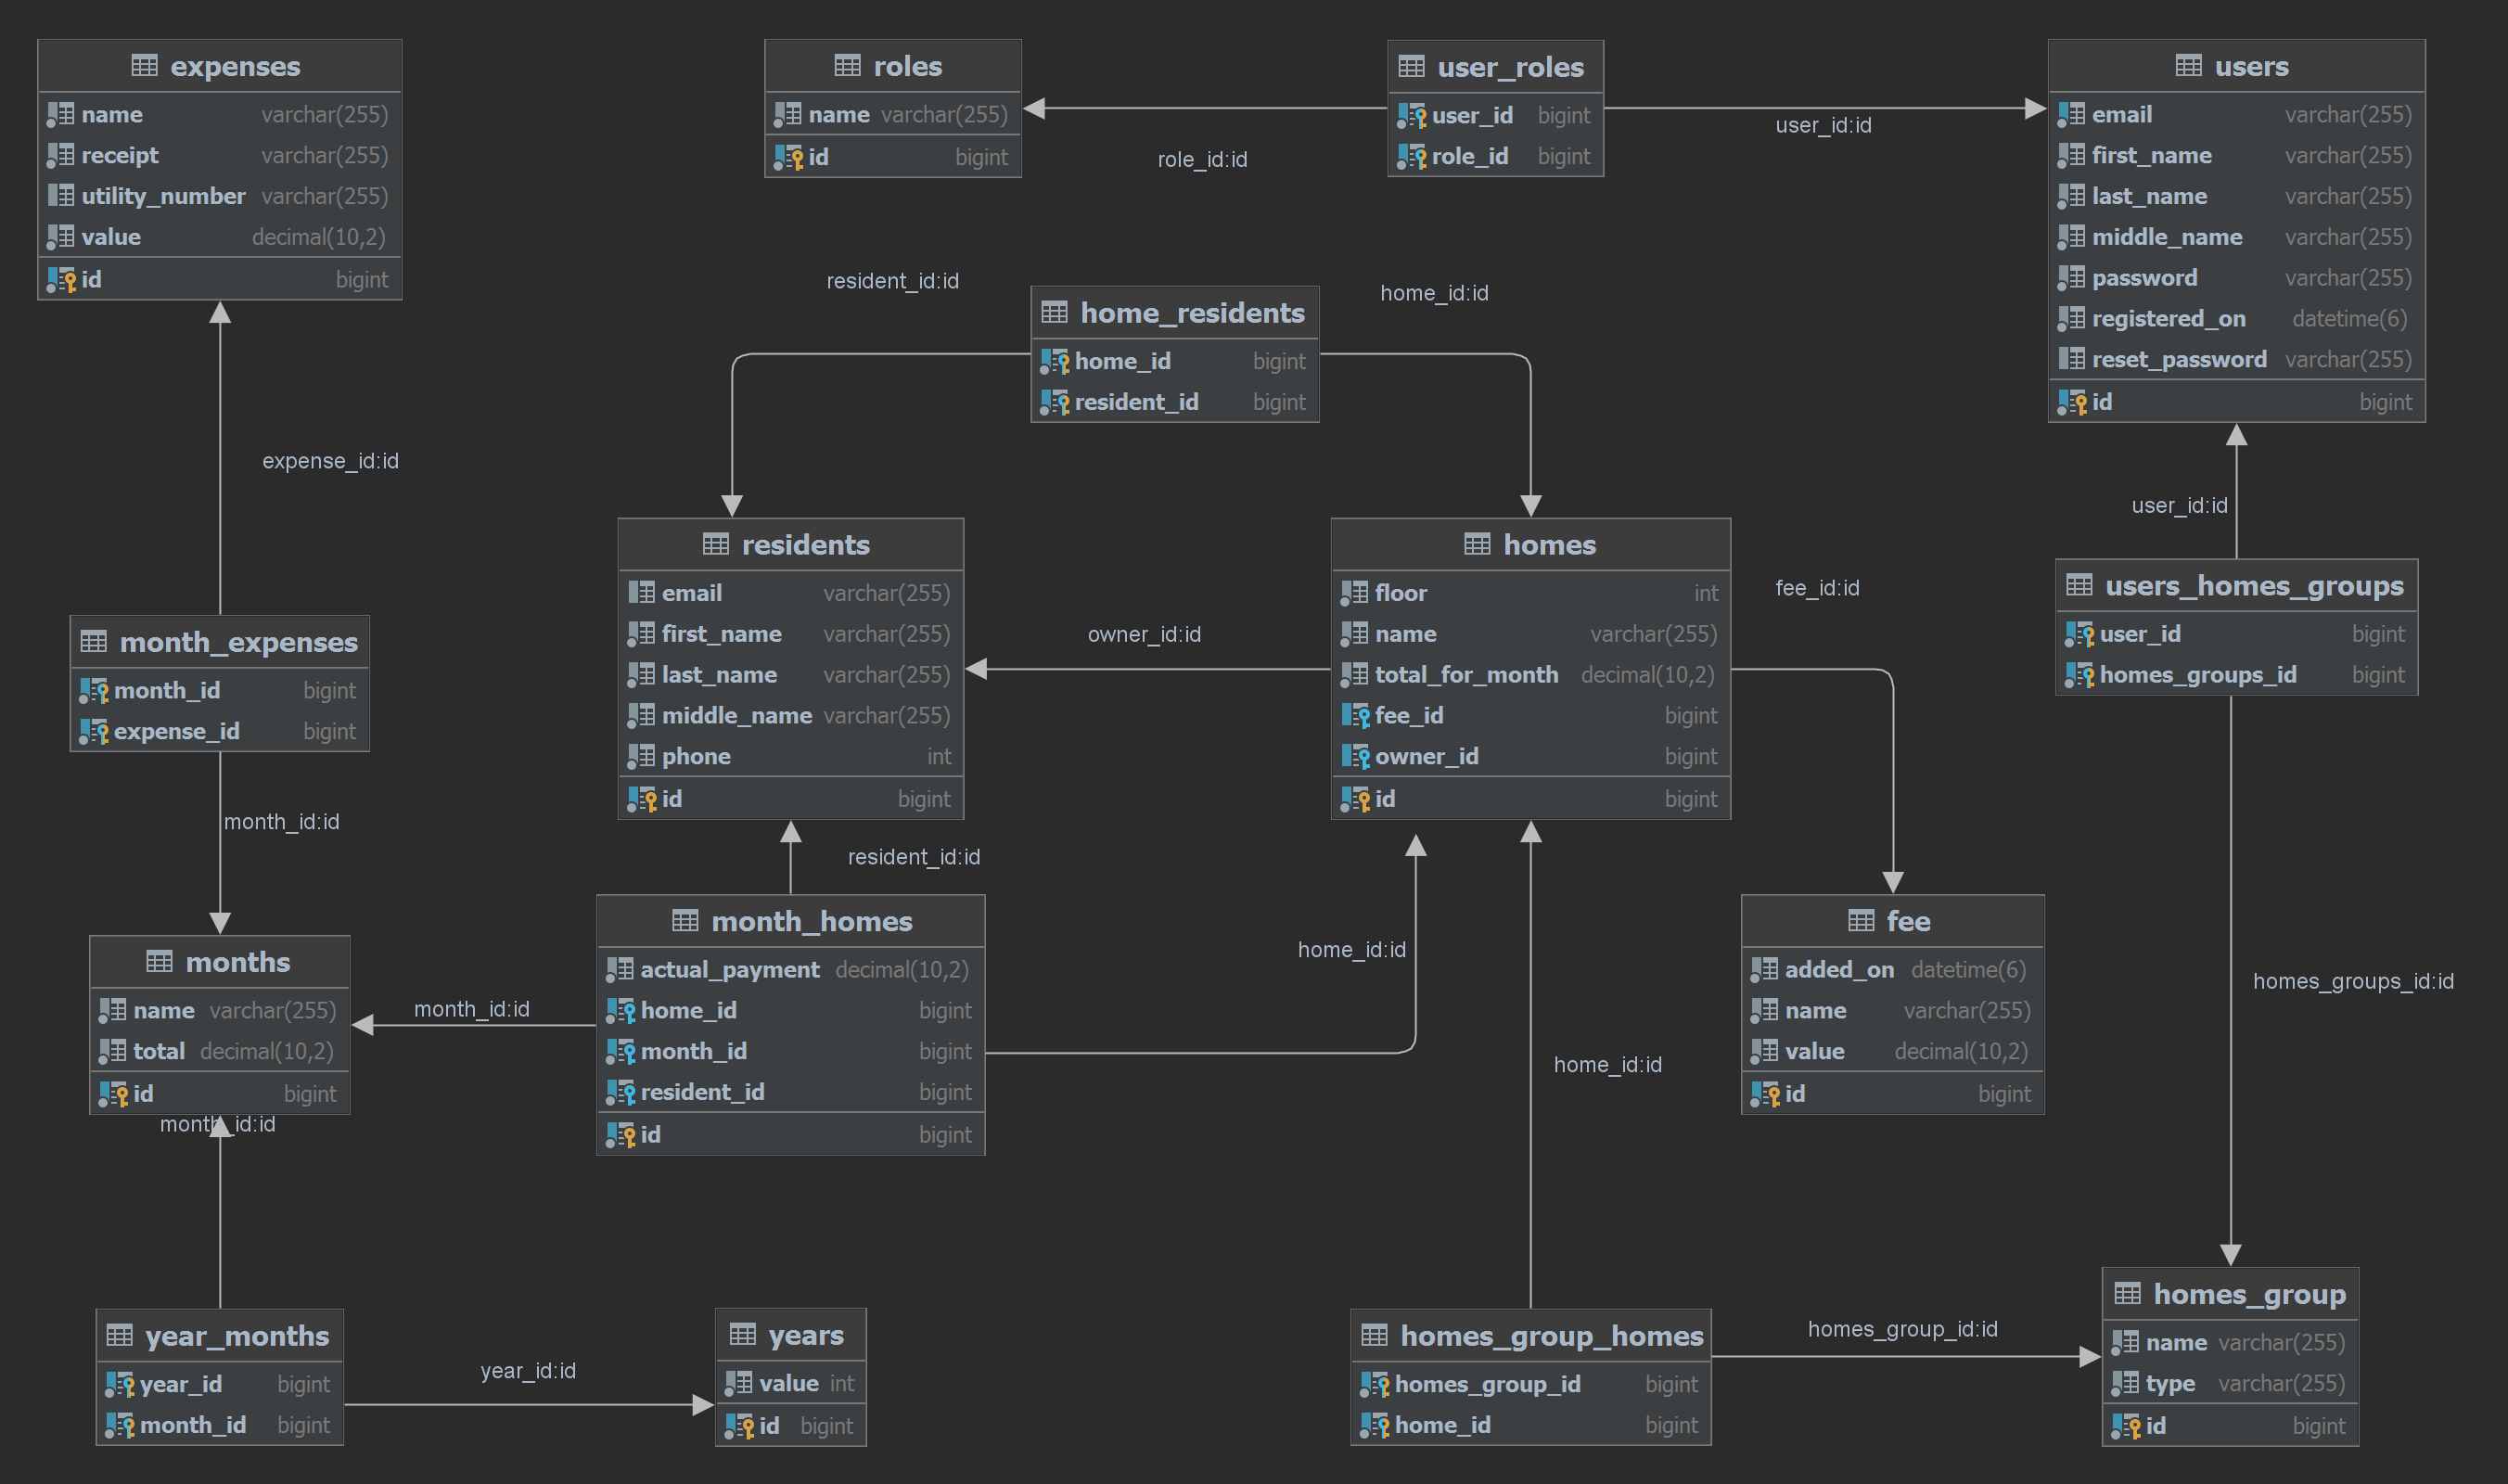 expenses
name varchar(255)
receipt varchar(255)
utility_number varchar(255)
value decimal(10,2)
id bigint
roles
name varchar(255)
id bigint
user_roles
user_id bigint
role_id bigint
users
email varchar(255)
first_name varchar(255)
last_name varchar(255)
middle_name varchar(255)
password varchar(255)
registered_on datetime(6)
reset_password varchar(255)
id bigint
role_id:id
user_id:id
resident_id:id
home_id:id
home_residents
home_id bigint
resident_id bigint
expense_id:id
user_id:id
residents
email varchar(255)
first_name varchar(255)
last_name varchar(255)
middle_name varchar(255)
phone int
id bigint
owner_id:id
homes
floor int
name varchar(255)
total_for_month decimal(10,2)
fee_id bigint
owner_id bigint
id bigint
fee_id:id
users_homes_groups
user_id bigint
homes_groups_id bigint
month_expenses
month_id bigint
expense_id bigint
month_id:id
resident_id:id
months
name varchar(255)
total decimal(10,2)
id bigint
month_id:id
month_homes
actual_payment decimal(10,2)
home_id bigint
month_id bigint
resident_id bigint
id bigint
home_id:id
home_id:id
fee
added_on datetime(6)
name varchar(255)
value decimal(10,2)
id bigint
homes_groups_id:id
month_id:id
year_months
year_id bigint
month_id bigint
year_id:id
years
value int
id bigint
homes_group_homes
homes_group_id bigint
home_id bigint
homes_group_id:id
homes_group
name varchar(255)
type varchar(255)
id bigint